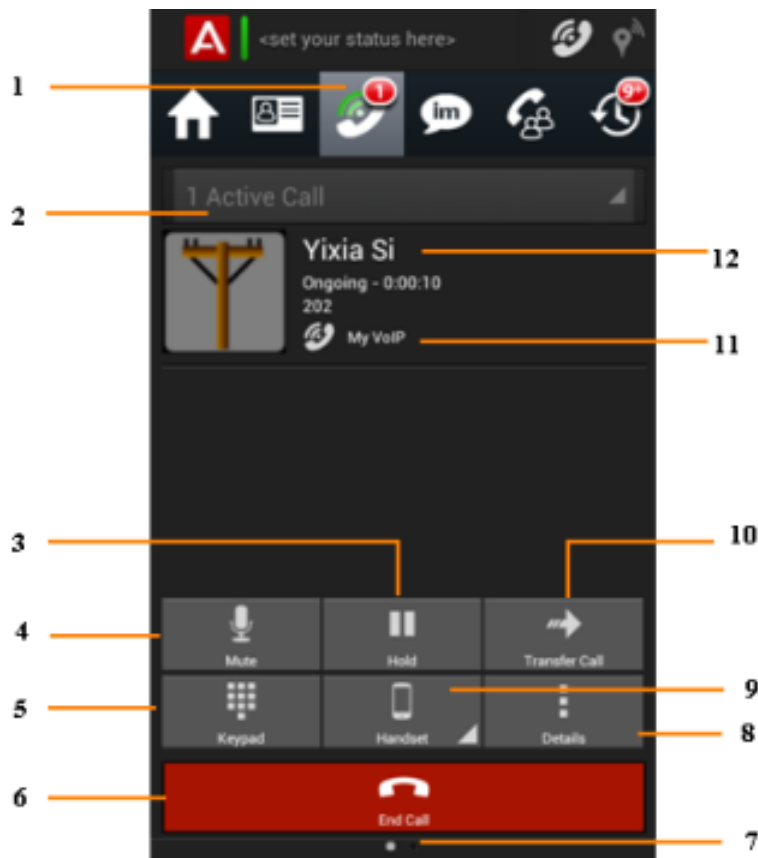 A <set your status here>
1 1 im 9+
2 1 Active Call
Yixia Si 12
Ongoing - 0:00:10
202
My VoIP 11
3 10
4 Mute Hold Transfer Call
9
5 Keypad Handset Details 8
6 End Call
7